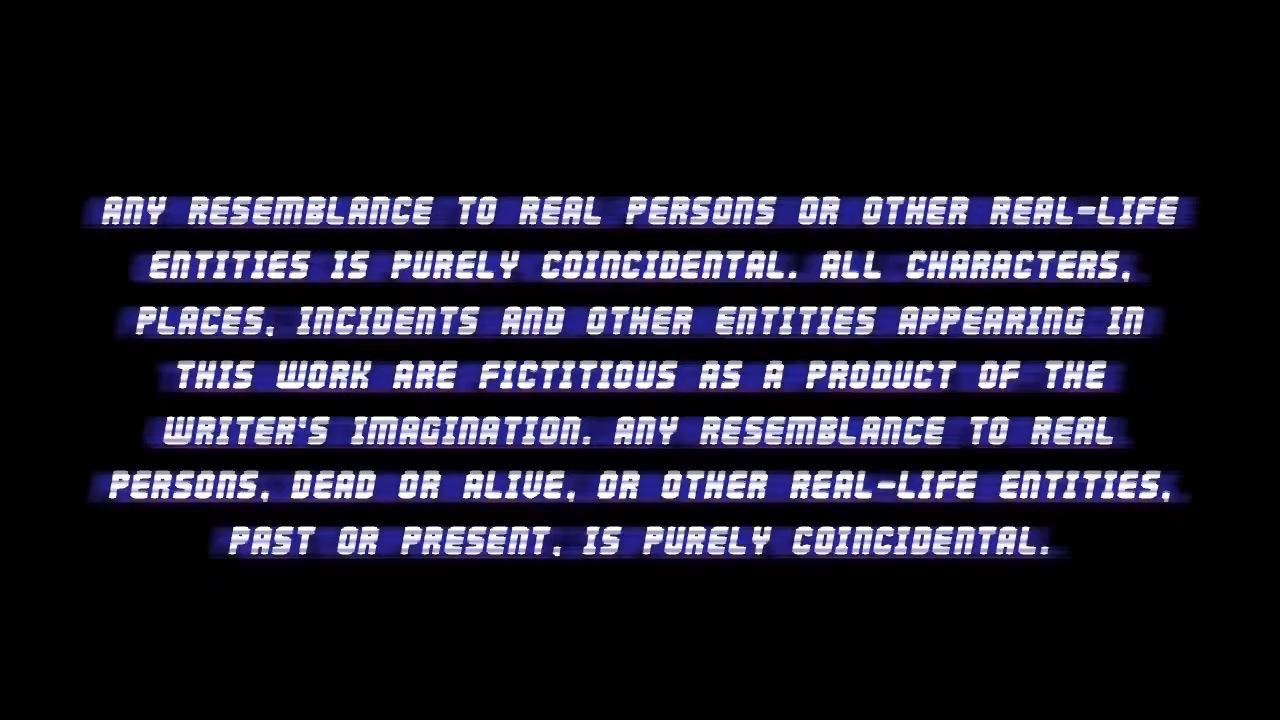 ANY RESEMBLANCE TO REAL PERSONS OR OTHER REAL-LIFE
ENTITIES IS PURELY COINCIDENTAL. ALL CHARACTERS,
PLACES, INCIDENTS AND OTHER ENTITIES APPEARING IN
THIS WORK ARE FICTITIOUS AS A PRODUCT OF THE
WRITER'S IMAGINATION. ANY RESEMBLANCE TO REAL
PERSONS, DEAD OR ALIVE, OR OTHER REAL-LIFE ENTITIES,
PAST OR PRESENT, IS PURELY COINCIDENTAL.